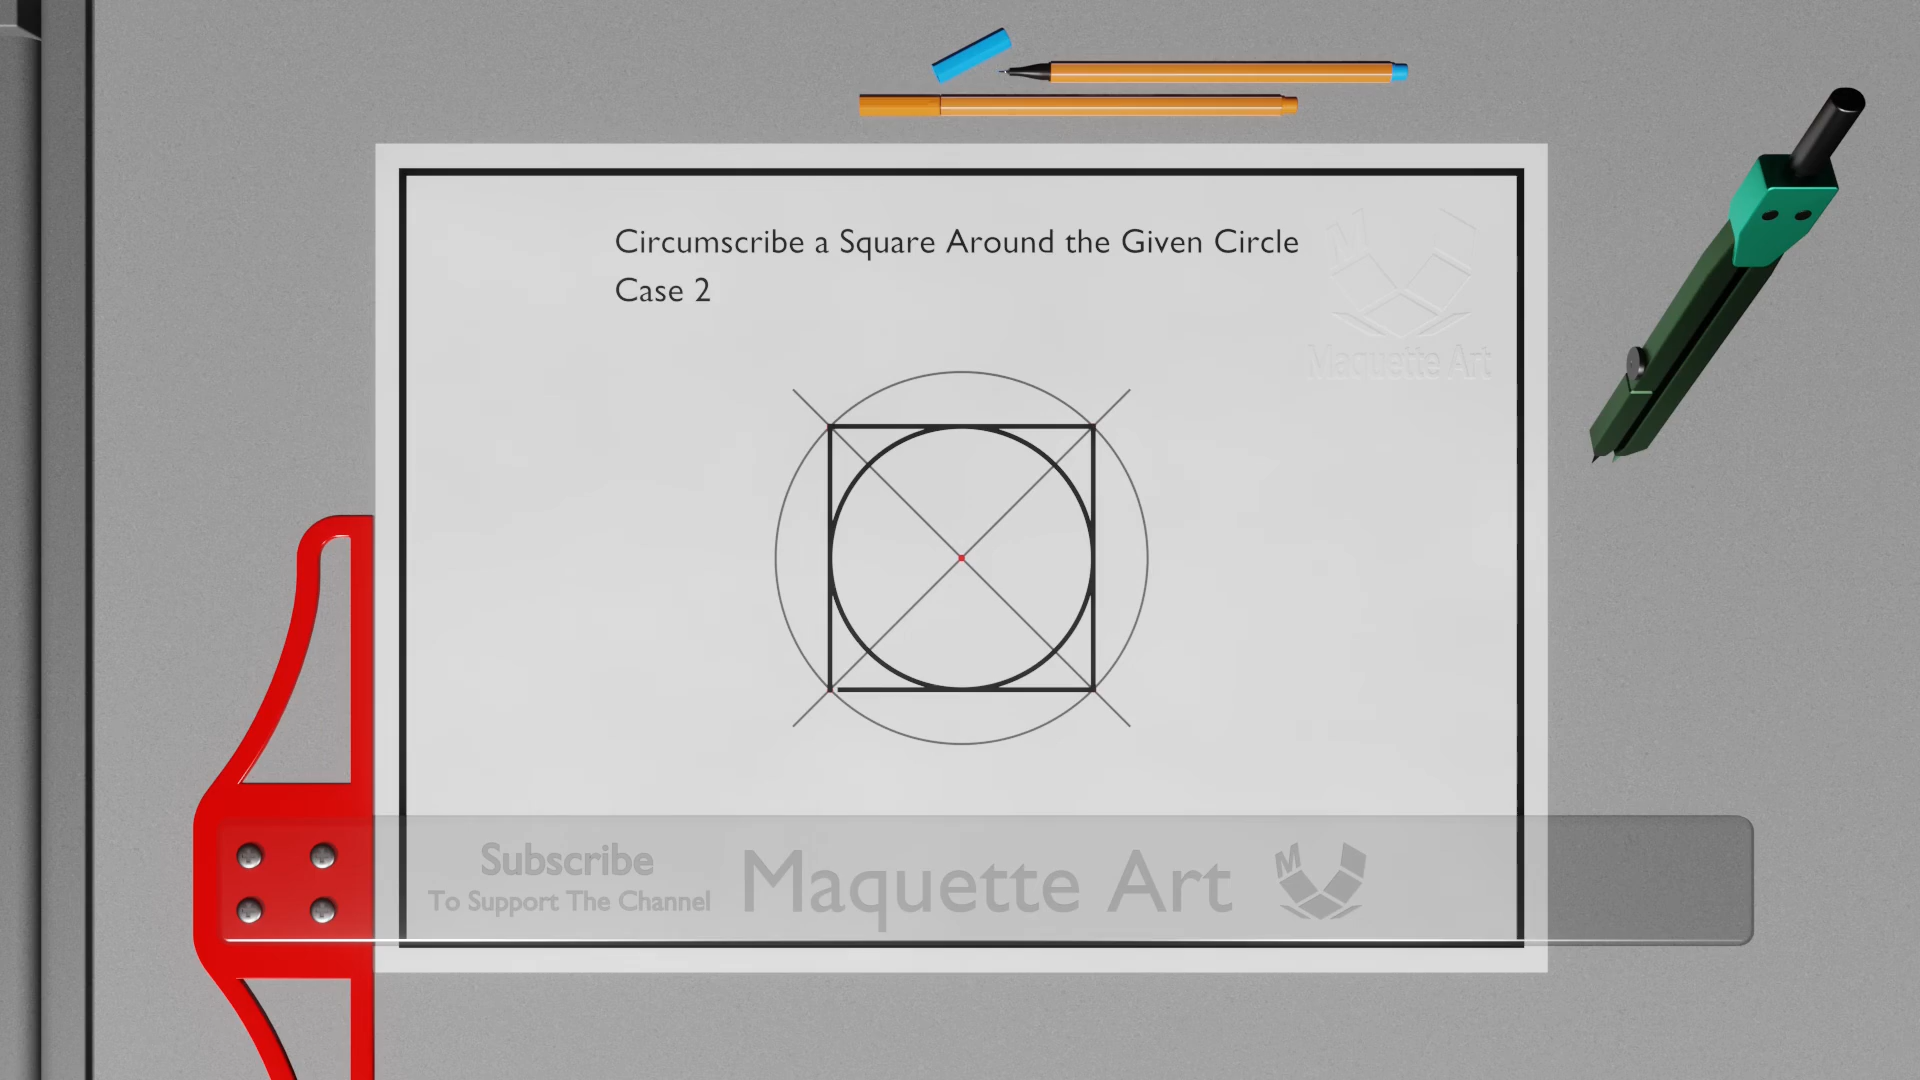 Circumscribe a Square Around the Given Circle
Case 2
M
Maquette Art
Subscribe
To Support The Channel
Maquette Art
M